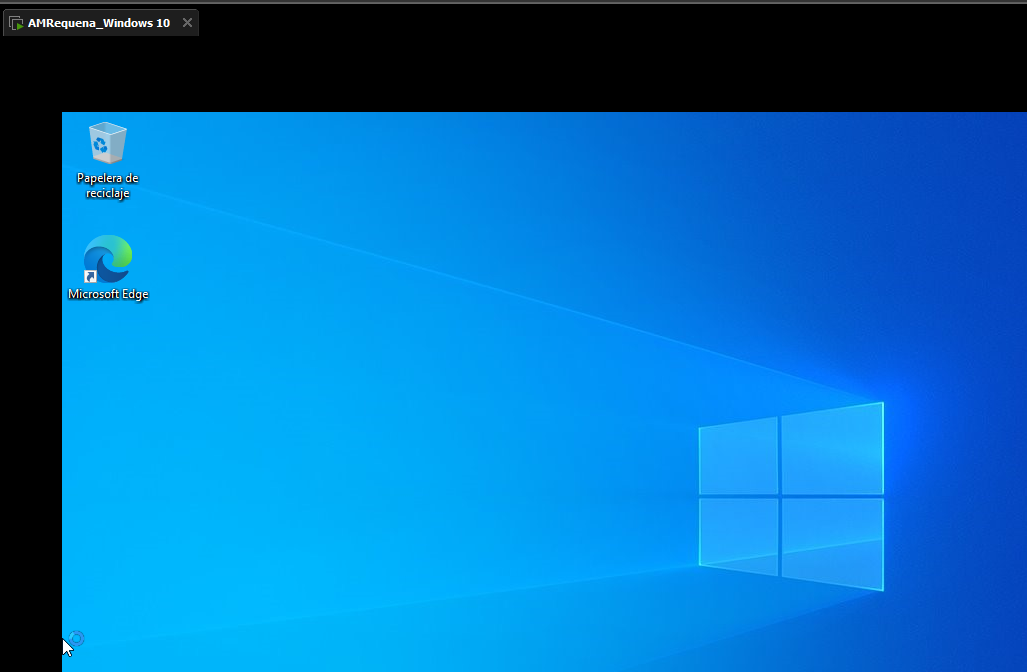 AMRequena_Windows 10
Papelera de
reciclaje
Microsoft Edge